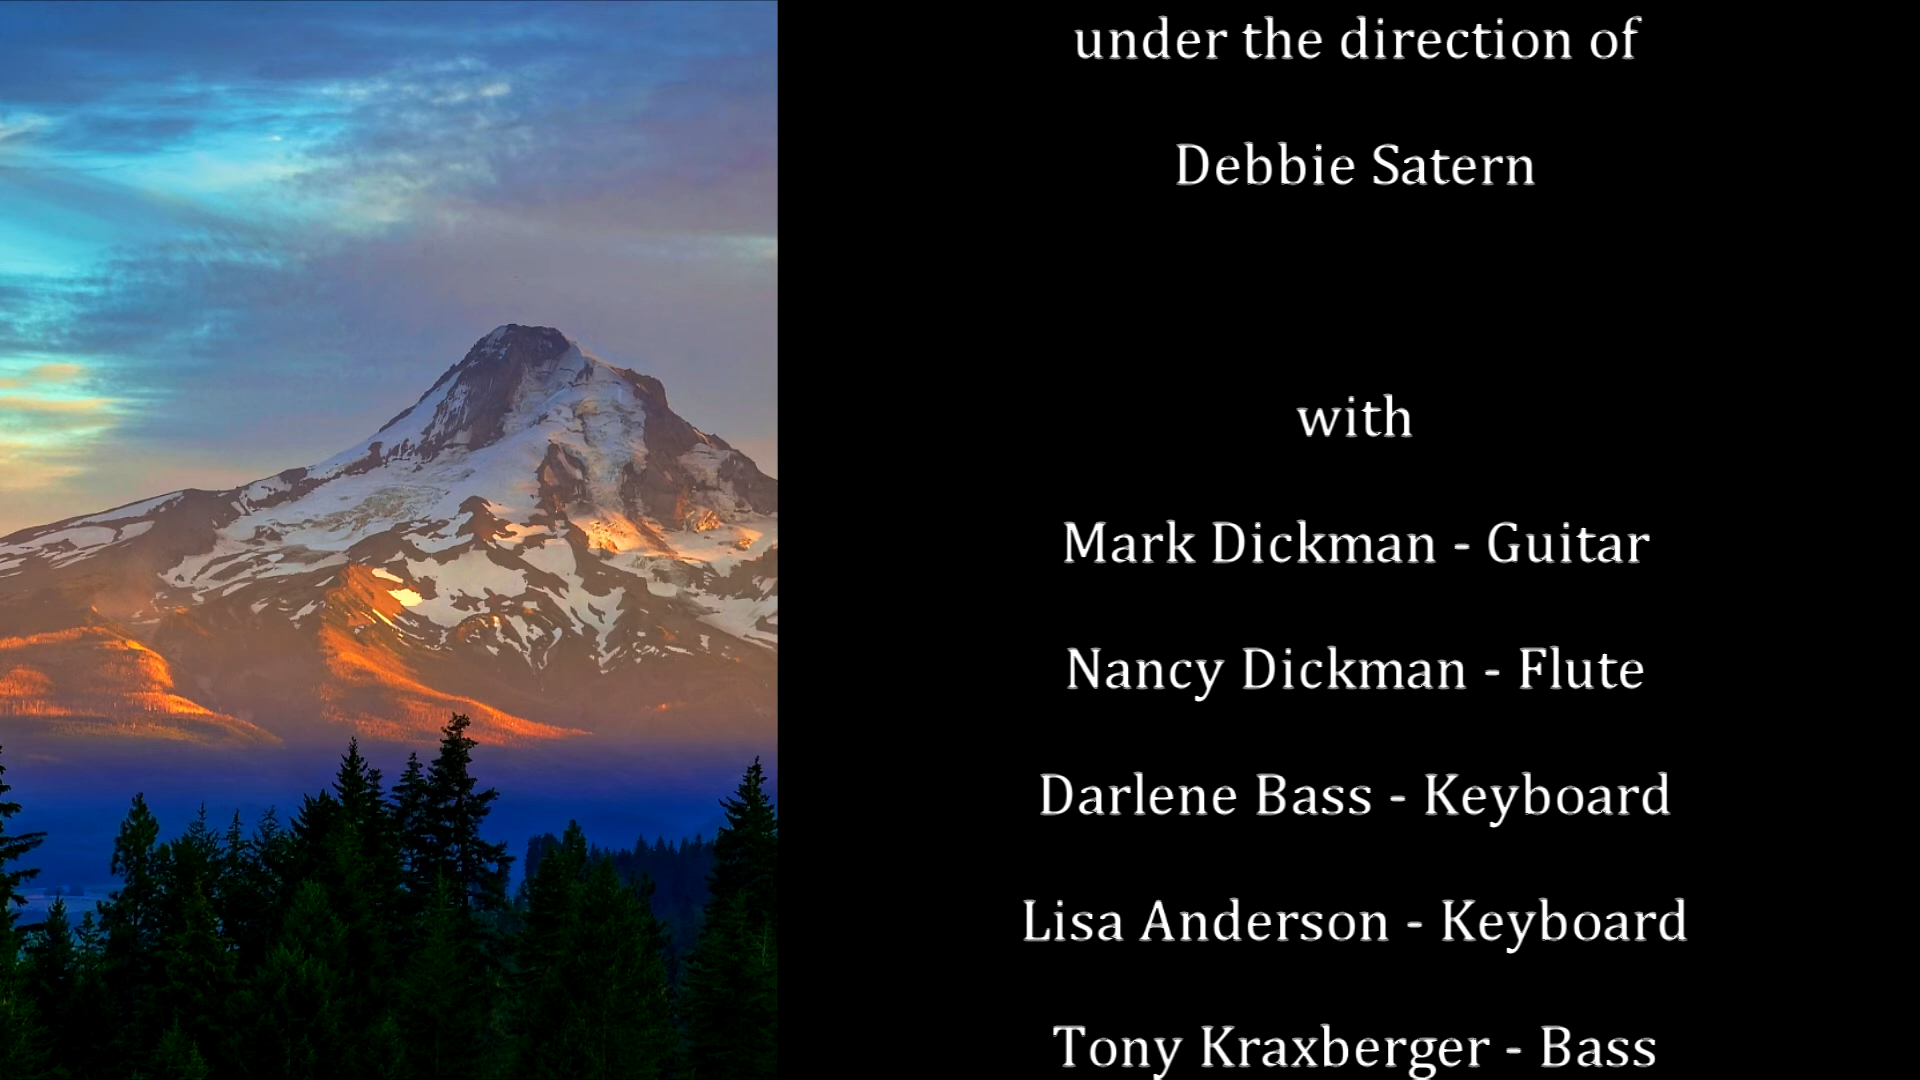 under the direction of
Debbie Satern
with
Mark Dickman - Guitar
Nancy Dickman - Flute
Darlene Bass - Keyboard
Lisa Anderson - Keyboard
Tony Kraxberger - Bass